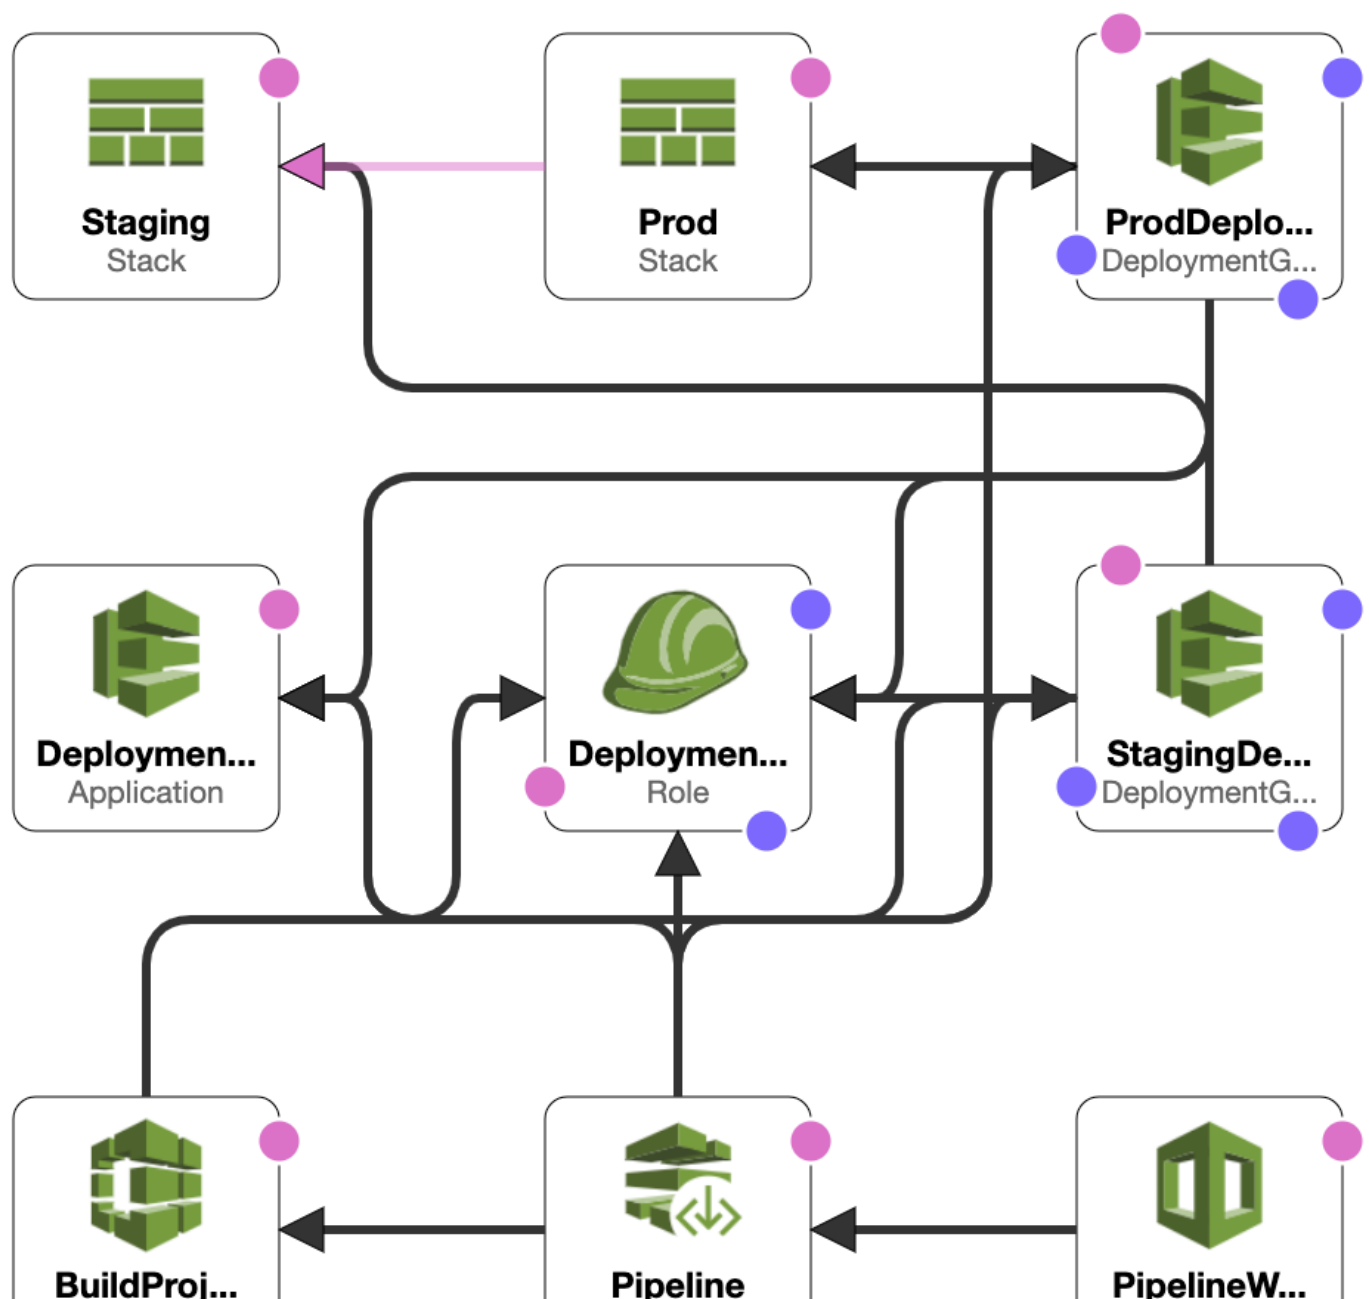 Staging
Stack
Prod
Stack
ProdDeplo...
DeploymentG...
Deploymen...
Application
Deploymen...
Role
StagingDe...
DeploymentG...
BuildProj...
Pipeline
PipelineW...